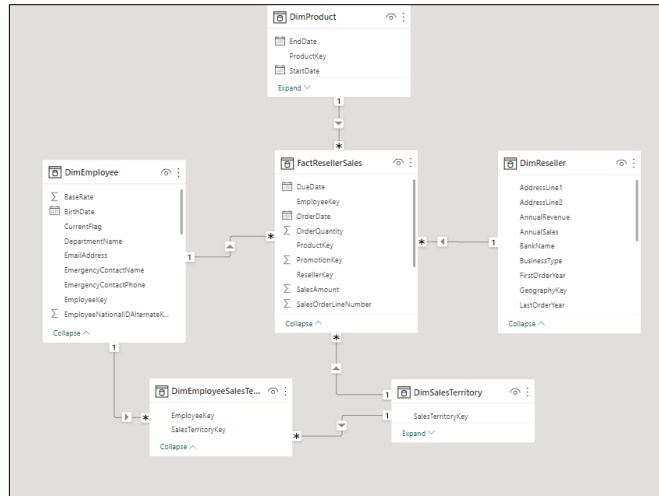 DimProduct
EndDate
ProductKey
StartDate
Expand
1
*
DimEmployee
Σ BaseRate
BirthDate
CurrentFlag
DepartmentName
EmailAddress
EmergencyContactName
EmergencyContactPhone
EmployeeKey
Σ EmployeeNationalIDAlternateK...
Collapse
1
*
FactResellerSales
DueDate
EmployeeKey
OrderDate
Σ OrderQuantity
ProductKey
Σ PromotionKey
ResellerKey
Σ SalesAmount
Σ SalesOrderLineNumber
Collapse
*
1
DimReseller
AddressLine1
AddressLine2
AnnualRevenue
AnnualSales
BankName
BusinessType
FirstOrderYear
GeographyKey
LastOrderYear
Collapse
1
*
DimEmployeeSalesTe...
EmployeeKey
SalesTerritoryKey
Collapse
*
*
1
1
DimSalesTerritory
SalesTerritoryKey
Expand